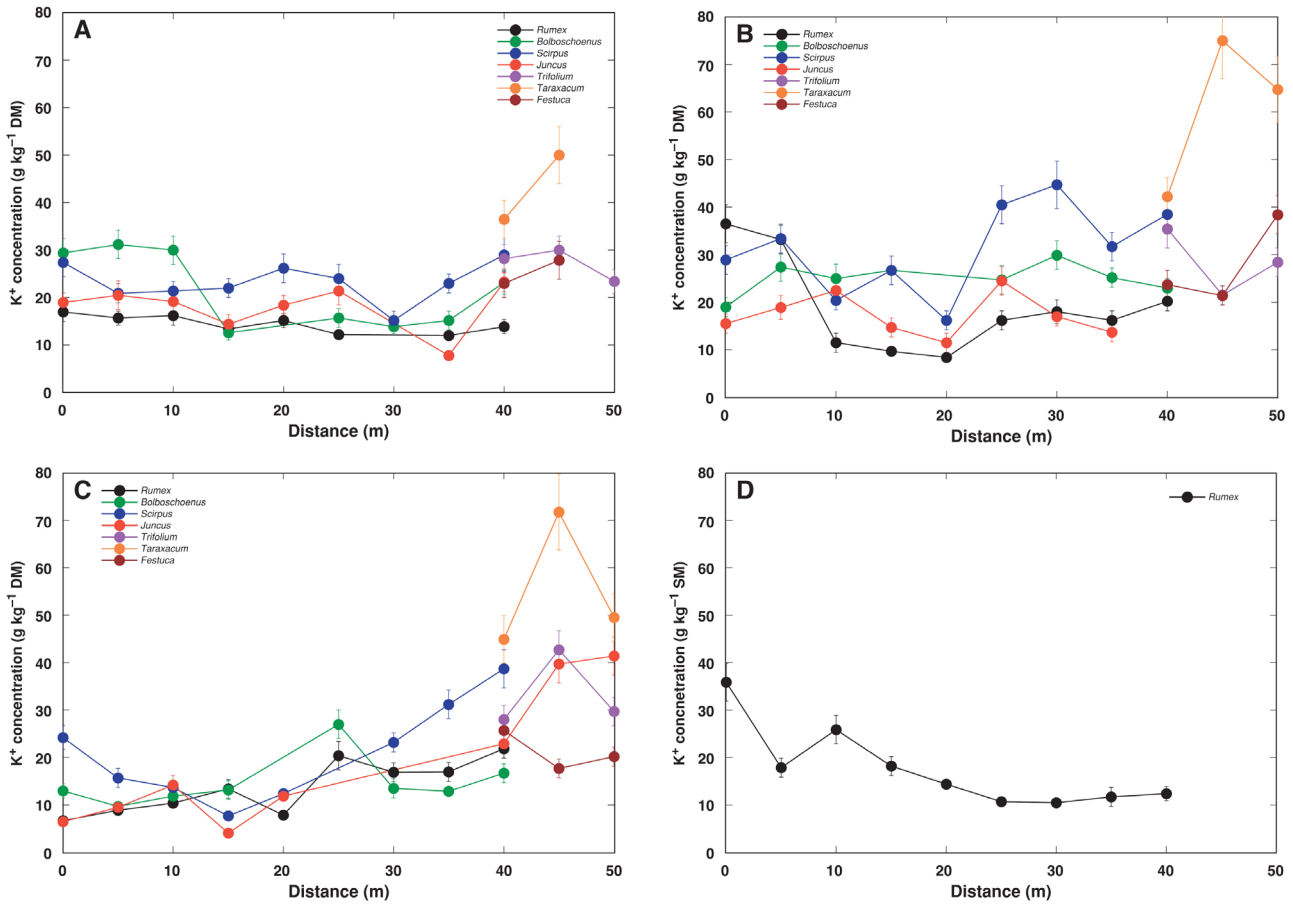 A
Rumex
Bolboschoenus
Scirpus
Juncus
Trifolium
Taraxacum
Festuca
K+ concentration (g kg−1 DM)
80
70
60
50
40
30
20
10
0
0 10 20 30 40 50
Distance (m)
B
Rumex
Bolboschoenus
Scirpus
Juncus
Trifolium
Taraxacum
Festuca
K+ concentration (g kg−1 DM)
80
70
60
50
40
30
20
10
0
0 10 20 30 40 50
Distance (m)
C
Rumex
Bolboschoenus
Scirpus
Juncus
Trifolium
Taraxacum
Festuca
K+ concentration (g kg−1 DM)
80
70
60
50
40
30
20
10
0
0 10 20 30 40 50
Distance (m)
D
Rumex
K+ concnetration (g kg−1 SM)
80
70
60
50
40
30
20
10
0
0 10 20 30 40 50
Distance (m)